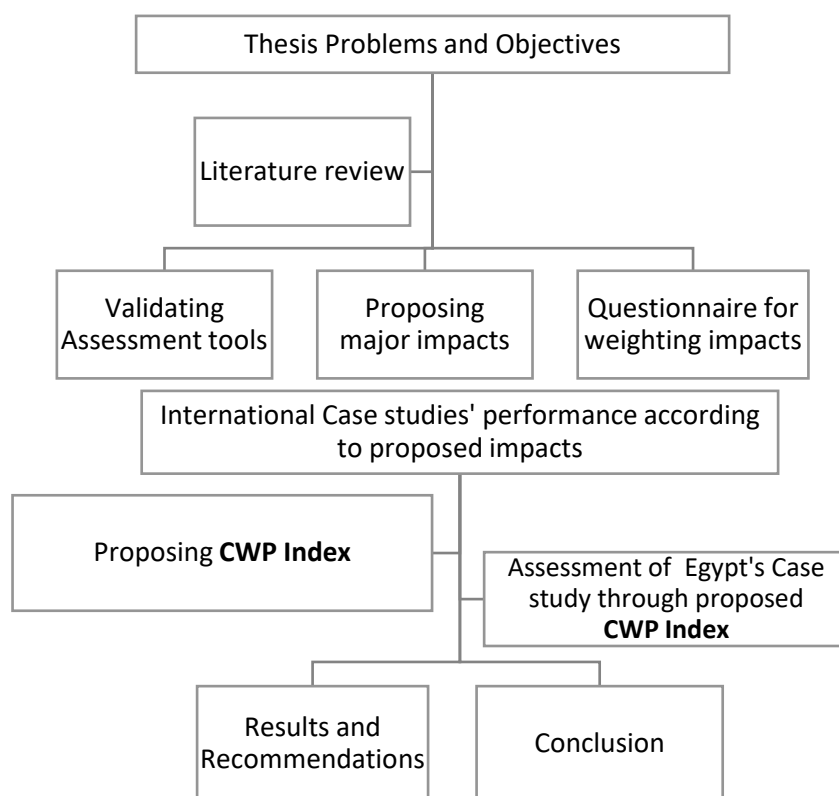 Thesis Problems and Objectives
Literature review
Validating
Assessment tools
Proposing
major impacts
Questionnaire for
weighting impacts
International Case studies' performance according
to proposed impacts
Proposing CWP Index
Assessment of Egypt's Case
study through proposed
CWP Index
Results and
Recommendations
Conclusion